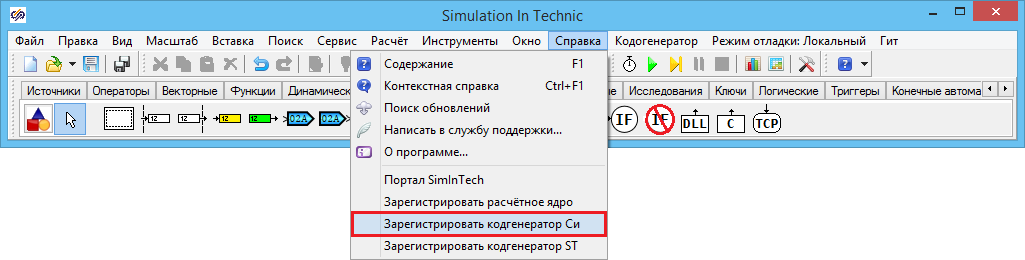 Simulation In Technic
Файл Правка Вид Масштаб Вставка Поиск Сервис Расчёт Инструменты Окно Справка Кодогенератор Режим отладки: Локальный Гит
Содержание F1
Источники Операторы Векторные Функции Контекстная справка Ctrl+F1 Исследования Ключи Логические Триггеры
Поиск обновлений
12 12 12 12 02A 02A Написать в службу поддержки... IF IF DLL C TCP
О программе...
Портал SimInTech
Зарегистрировать расчётное ядро
Зарегистрировать кодгенератор Си
Зарегистрировать кодгенератор ST